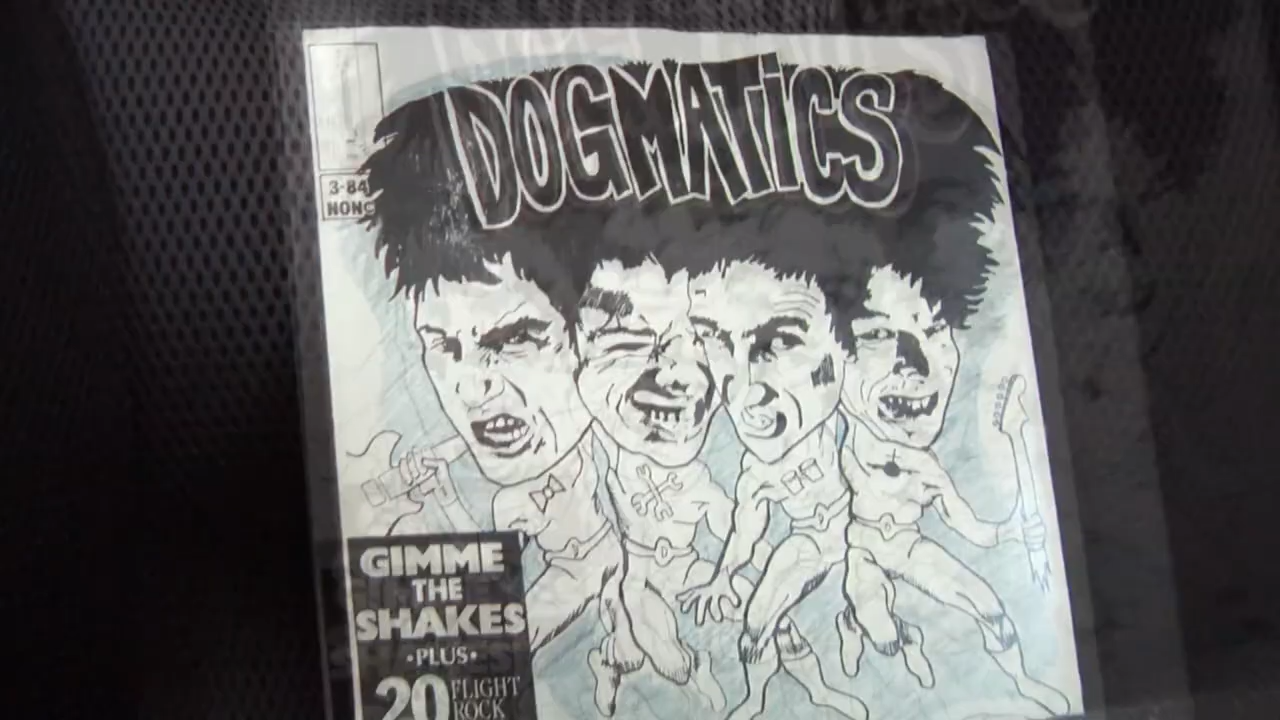 DOGMATiCS
3-84
NONC
GIMME
THE
SHAKES
•PLUS•
20 FLIGHT
ROCK